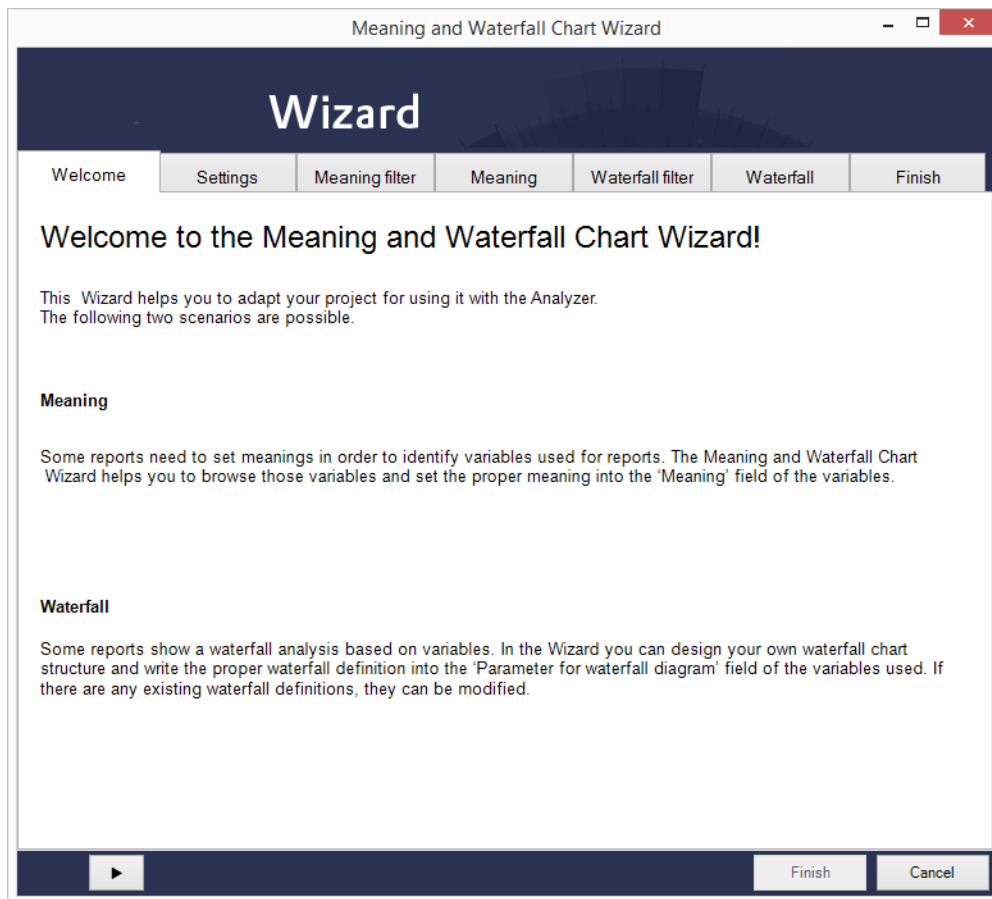 Meaning and Waterfall Chart Wizard
Wizard
Welcome Settings Meaning filter Meaning Waterfall filter Waterfall Finish
Welcome to the Meaning and Waterfall Chart Wizard!
This Wizard helps you to adapt your project for using it with the Analyzer.
The following two scenarios are possible.
Meaning
Some reports need to set meanings in order to identify variables used for reports. The Meaning and Waterfall Chart
Wizard helps you to browse those variables and set the proper meaning into the ‘Meaning’ field of the variables.
Waterfall
Some reports show a waterfall analysis based on variables. In the Wizard you can design your own waterfall chart
structure and write the proper waterfall definition into the ‘Parameter for waterfall diagram’ field of the variables used. If
there are any existing waterfall definitions, they can be modified.
Finish Cancel